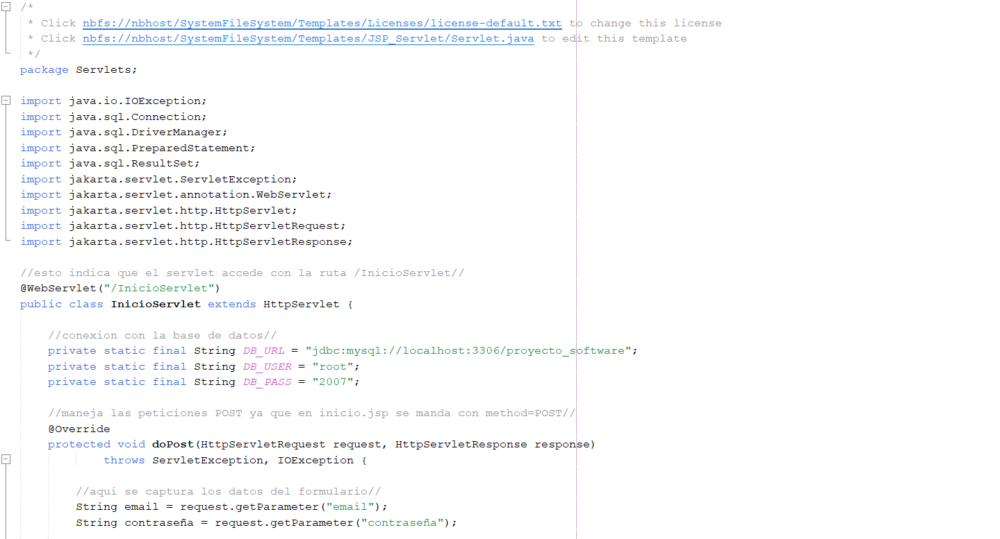 /*
 * Click nbfs://nbhost/SystemFileSystem/Templates/Licenses/license-default.txt to change this license
 * Click nbfs://nbhost/SystemFileSystem/Templates/JSP_Servlet/Servlet.java to edit this template
 */
package Servlets;

import java.io.IOException;
import java.sql.Connection;
import java.sql.DriverManager;
import java.sql.PreparedStatement;
import java.sql.ResultSet;
import jakarta.servlet.ServletException;
import jakarta.servlet.annotation.WebServlet;
import jakarta.servlet.http.HttpServlet;
import jakarta.servlet.http.HttpServletRequest;
import jakarta.servlet.http.HttpServletResponse;

//esto indica que el servlet accede con la ruta /InicioServlet//
@WebServlet("/InicioServlet")
public class InicioServlet extends HttpServlet {

    //conexion con la base de datos//
    private static final String DB_URL = "jdbc:mysql://localhost:3306/proyecto_software";
    private static final String DB_USER = "root";
    private static final String DB_PASS = "2007";

    //maneja las peticiones POST ya que en inicio.jsp se manda con method=POST//
    @Override
    protected void doPost(HttpServletRequest request, HttpServletResponse response)
            throws ServletException, IOException {

        //aqui se captura los datos del formulario//
        String email = request.getParameter("email");
        String contraseña = request.getParameter("contraseña");